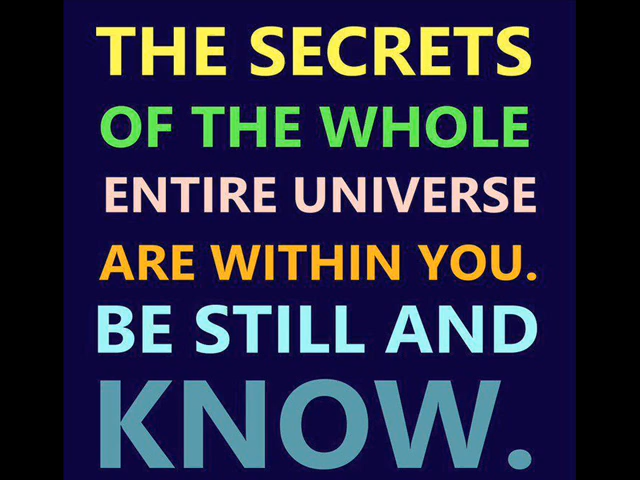 THE SECRETS
OF THE WHOLE
ENTIRE UNIVERSE
ARE WITHIN YOU.
BE STILL AND
KNOW.